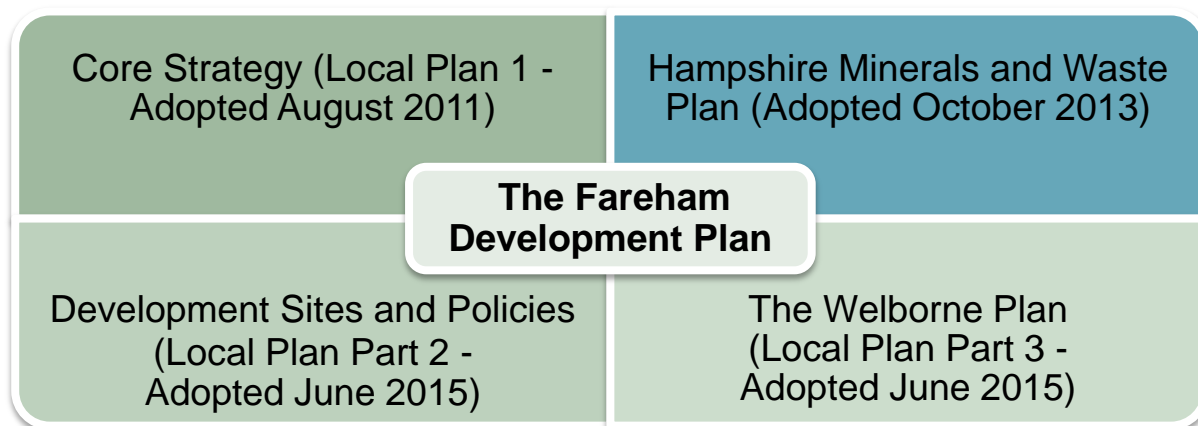 Core Strategy (Local Plan 1 -
Adopted August 2011)
Hampshire Minerals and Waste
Plan (Adopted October 2013)
The Fareham
Development Plan
Development Sites and Policies
(Local Plan Part 2 -
Adopted June 2015)
The Welborne Plan
(Local Plan Part 3 -
Adopted June 2015)